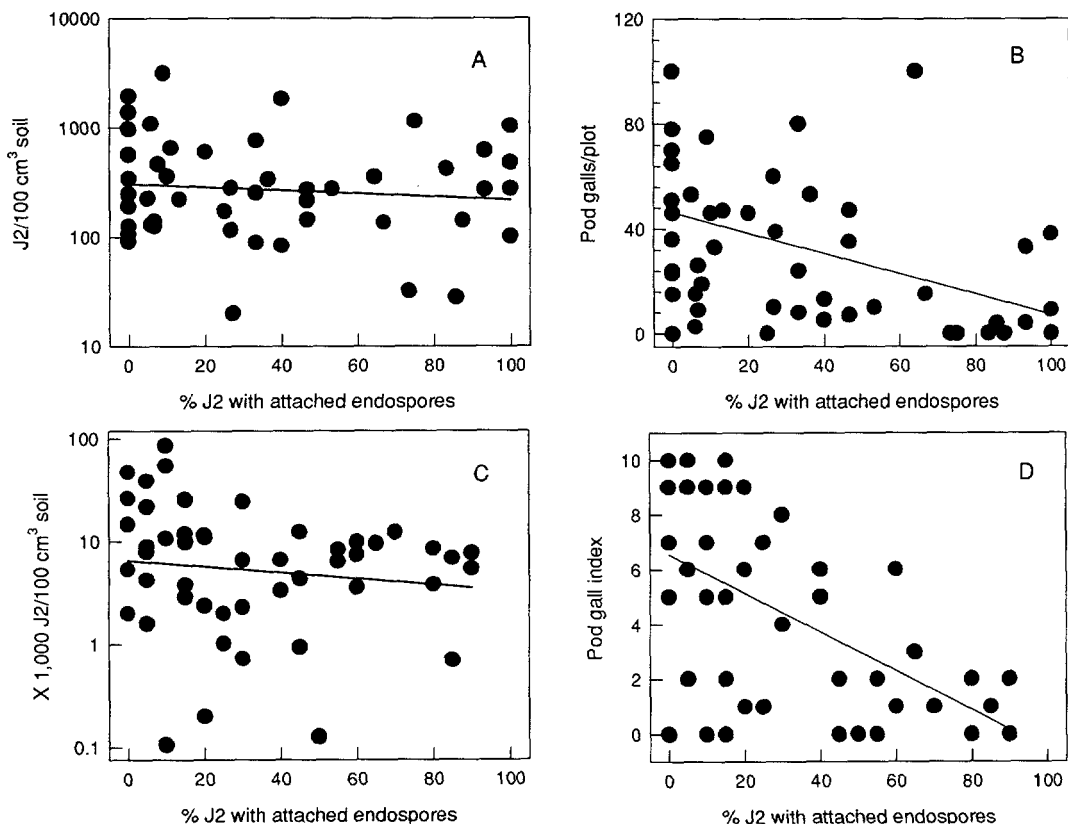 A
10000
1000
100
10
J2/100 cm³ soil
0 20 40 60 80 100
% J2 with attached endospores
B
120
80
40
0
Pod galls/plot
0 20 40 60 80 100
% J2 with attached endospores
C
100
10
1
0.1
X 1,000 J2/100 cm³ soil
0 20 40 60 80 100
% J2 with attached endospores
D
10
8
6
4
2
0
Pod gall index
0 20 40 60 80 100
% J2 with attached endospores